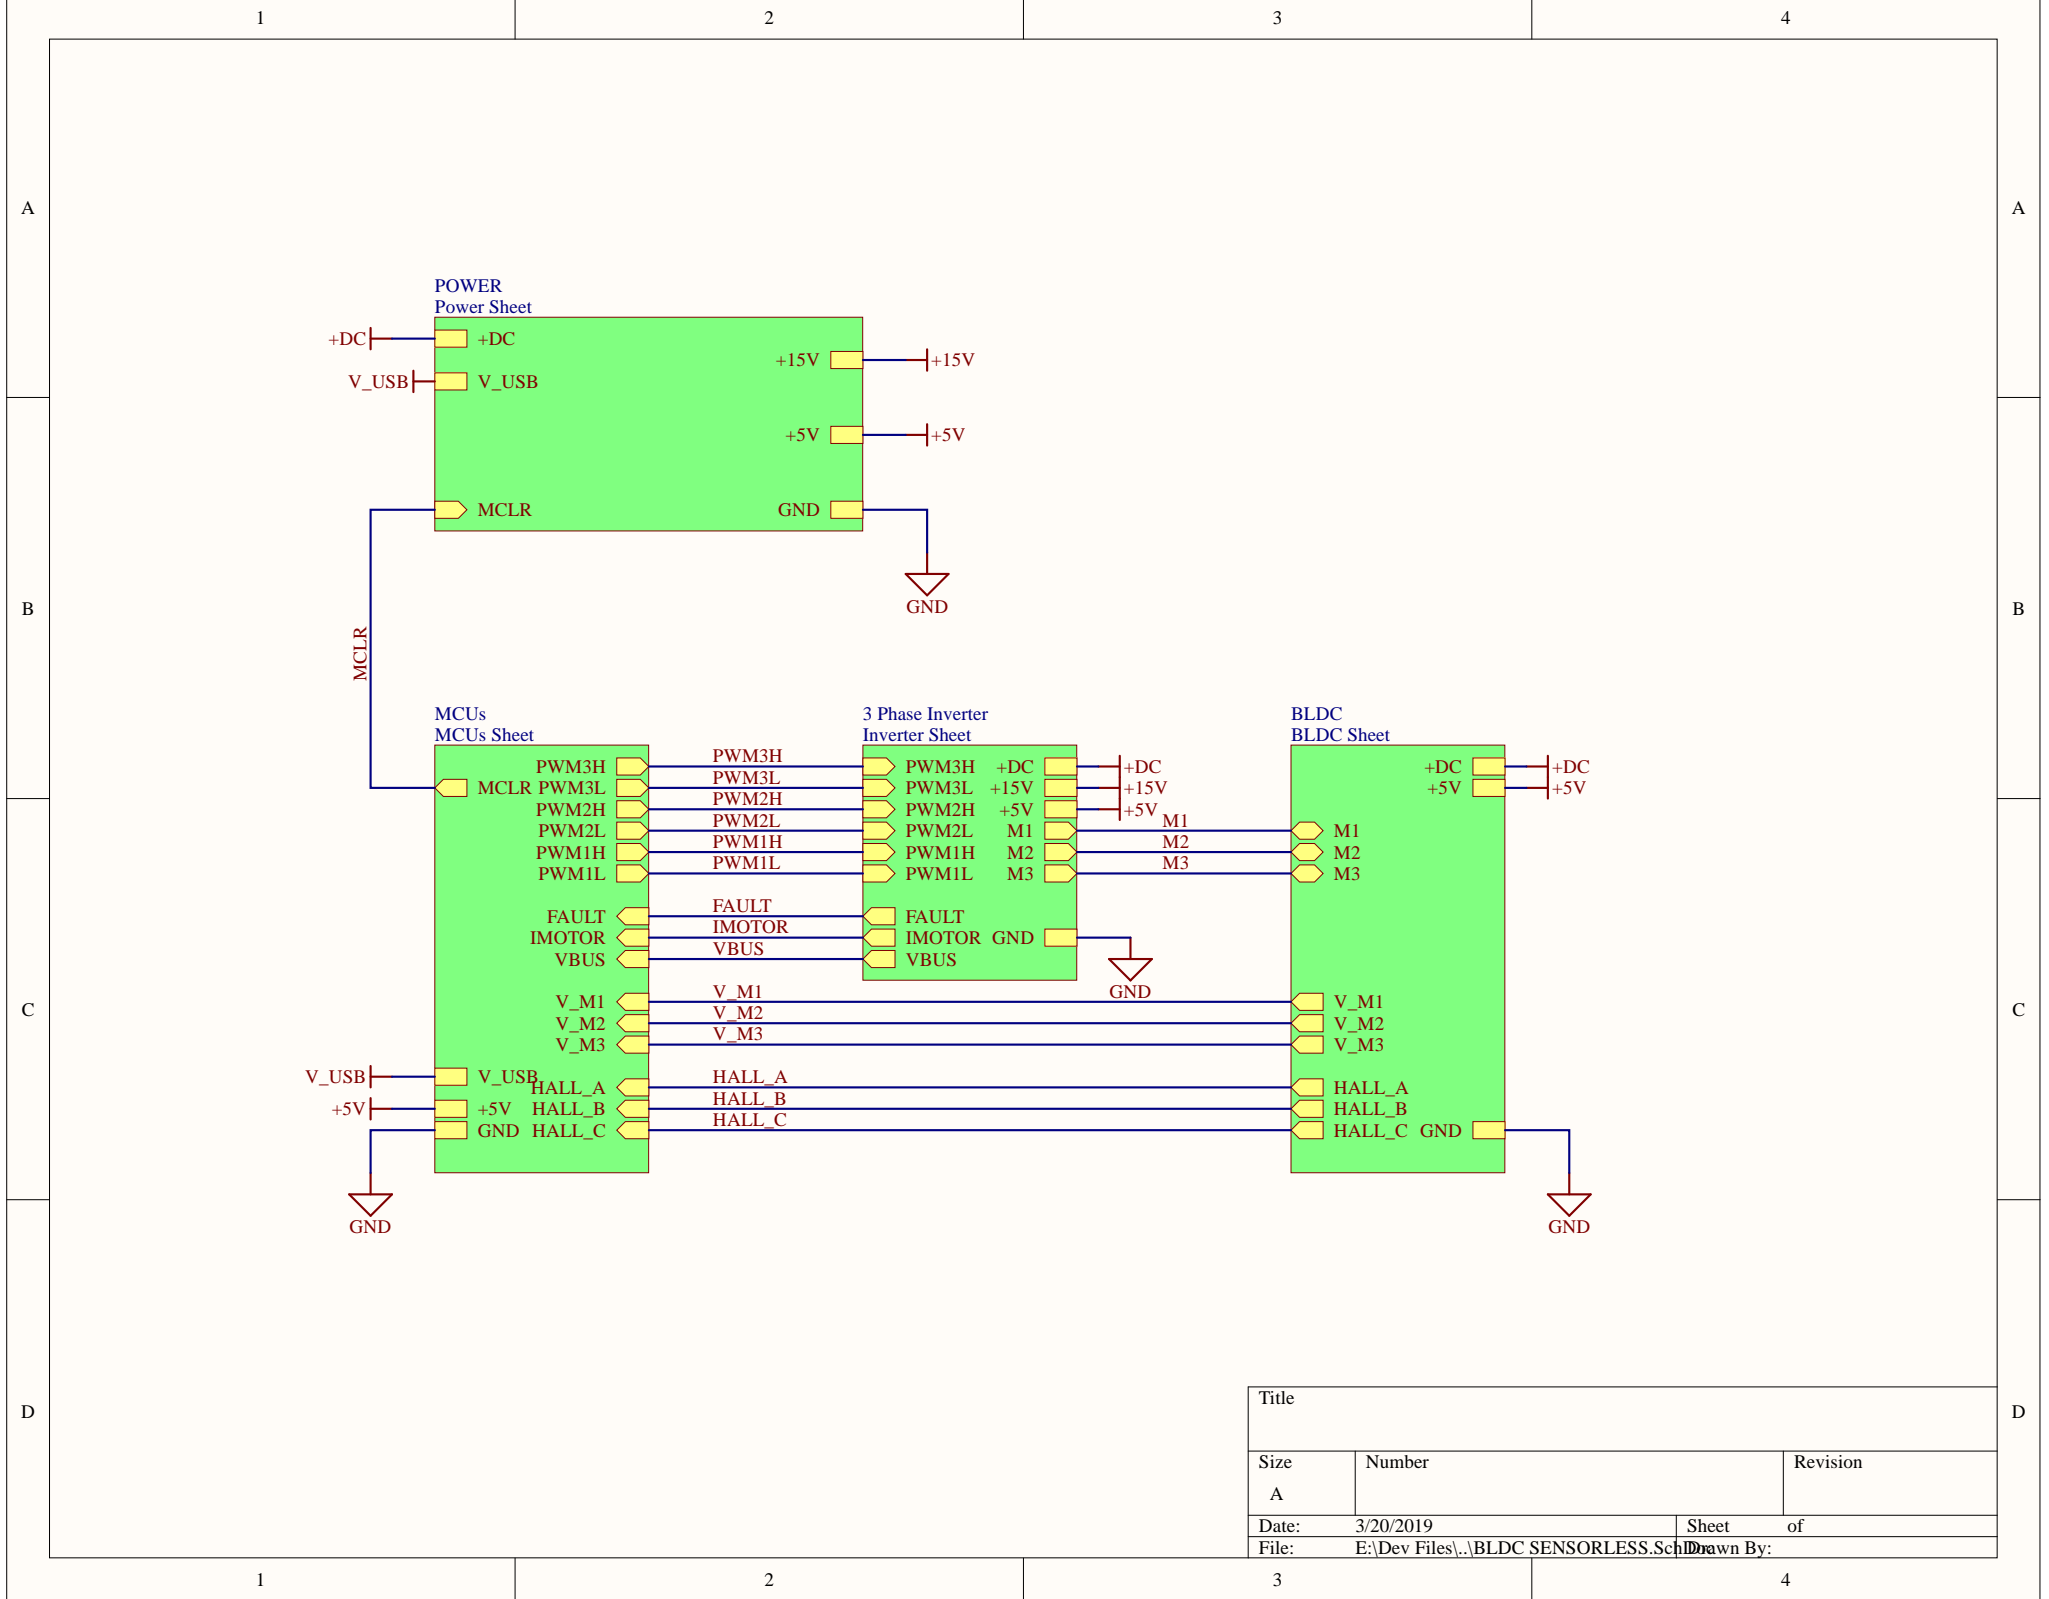 1 2 3 4
A A
POWER
Power Sheet
+DC +DC
+15V +15V
V_USB V_USB
+5V +5V
MCLR GND
GND
B B
MCLR
MCUs 3 Phase Inverter BLDC
MCUs Sheet Inverter Sheet BLDC Sheet
PWM3H PWM3H PWM3H +DC +DC +DC +DC
MCLR PWM3L PWM3L PWM3L +15V +15V +5V +5V
PWM2H PWM2H PWM2H +5V +5V
PWM2L PWM2L PWM2L M1 M1 M1
PWM1H PWM1H PWM1H M2 M2 M2
PWM1L PWM1L PWM1L M3 M3 M3
FAULT FAULT FAULT
IMOTOR IMOTOR IMOTOR GND
VBUS VBUS VBUS
GND
V_M1 V_M1 V_M1
C C
V_M2 V_M2 V_M2
V_M3 V_M3 V_M3
V_USB V_USB
HALL_A HALL_A HALL_A
+5V +5V HALL_B HALL_B HALL_B
GND HALL_C HALL_C HALL_C GND
GND GND
D D
Title
Size Number Revision
A
Date: 3/20/2019 Sheet of
File: E:\Dev Files\..\BLDC SENSORLESS.SchDoc Drawn By:
1 2 3 4